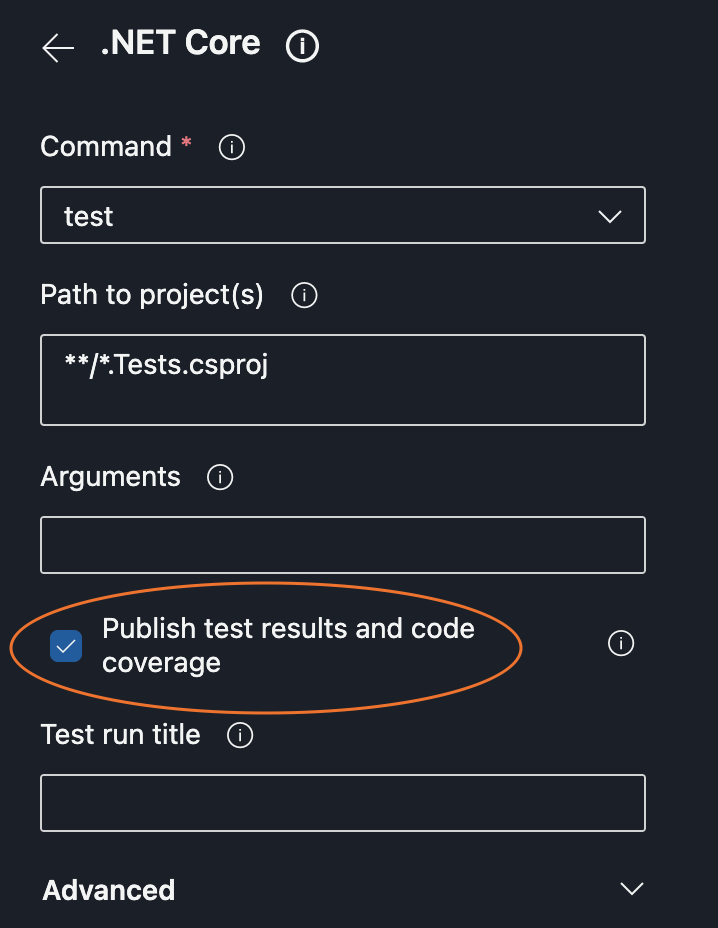 .NET Core
Command *
test
Path to project(s)
**/*.Tests.csproj
Arguments
Publish test results and code
coverage
Test run title
Advanced